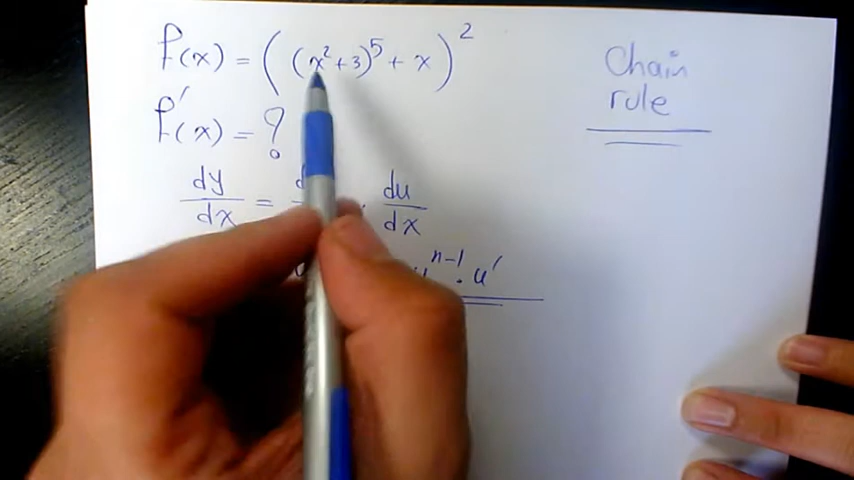 f(x) = ((x²+3)⁵ + x)²
Chain
rule
f'(x) = ?
dy/dx = d · du/dx
n-1 · u'